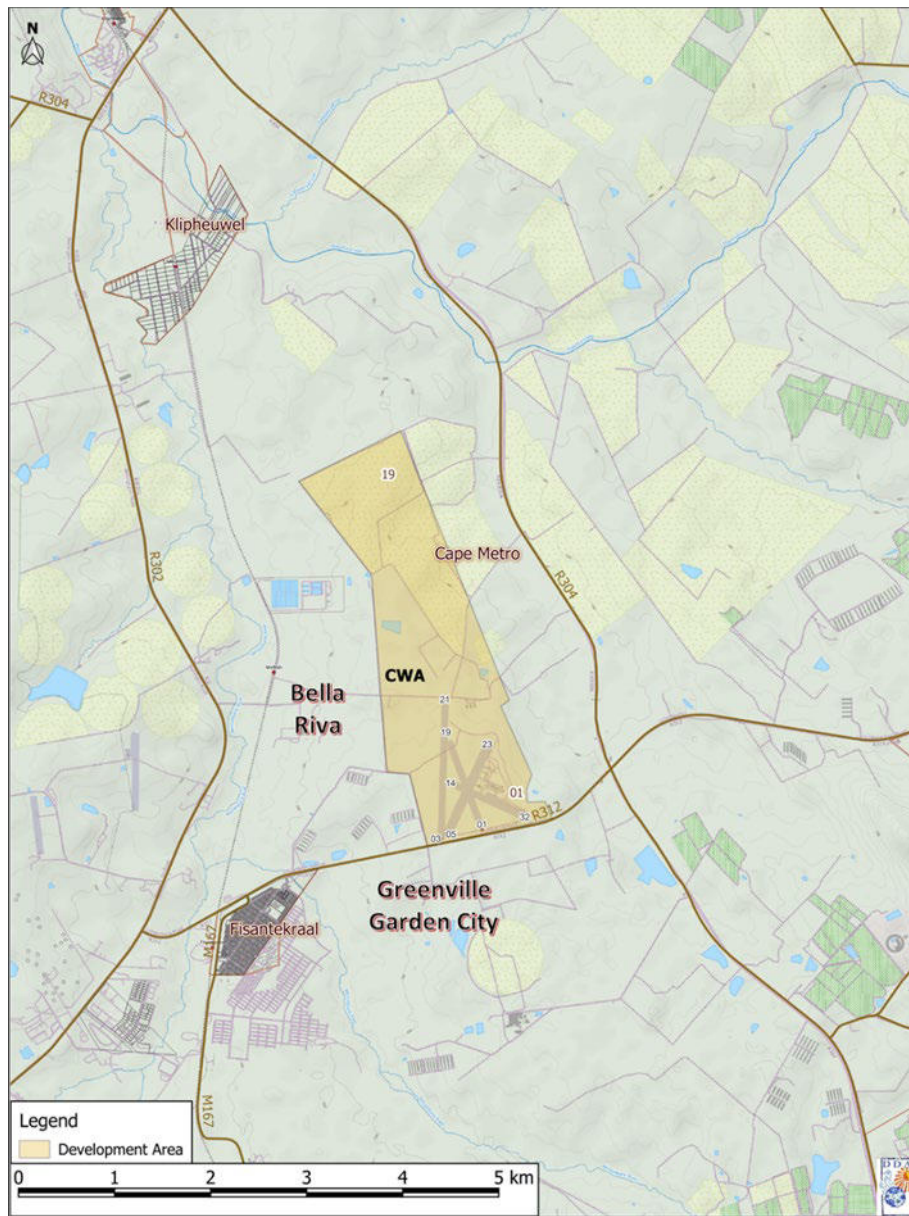 N
R304
Klipheuwel
19
Cape Metro
R302
R304
CWA
Bella
Riva
21
19
23
14
01
R312
03
05
01
32
Greenville
Garden City
Fisantekraal
M167
M167
Legend
Development Area
0 1 2 3 4 5 km
DDA